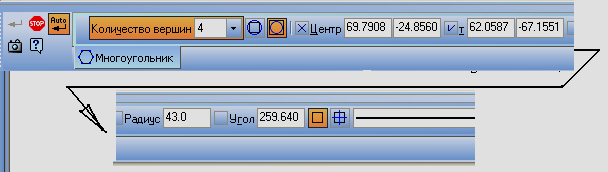 STOP Auto Количество вершин 4 Центр 69.7908 -24.8560 т 62.0587 -67.1551
Многоугольник
Радиус 43.0 Угол 259.640